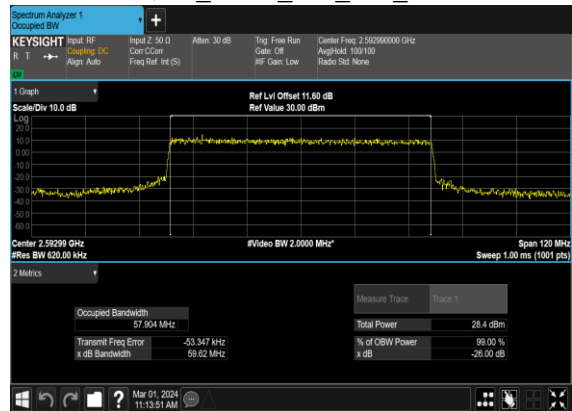 Spectrum Analyzer 1
Occupied BW
+
KEYSIGHT Input: RF Input Z: 50 Ω Atten: 30 dB Trig: Free Run Center Freq: 2.592990000 GHz
R T Coupling: DC Corr CCorr Gate: Off Avg|Hold: 100/100
Align: Auto Freq Ref: Int (S) #IF Gain: Low Radio Std: None
LW
1 Graph
Ref Lvl Offset 11.60 dB
Scale/Div 10.0 dB Ref Value 30.00 dBm
Log
20.0
10.0
0.00
-10.0
-20.0
-30.0
-40.0
-50.0
-60.0
Center 2.59299 GHz #Video BW 2.0000 MHz* Span 120 MHz
#Res BW 620.00 kHz Sweep 1.00 ms (1001 pts)
2 Metrics
Measure Trace Trace 1
Occupied Bandwidth
57.904 MHz Total Power 28.4 dBm
Transmit Freq Error -53.347 kHz % of OBW Power 99.00 %
x dB Bandwidth 59.62 MHz x dB -26.00 dB
? Mar 01, 2024
11:13:51 AM